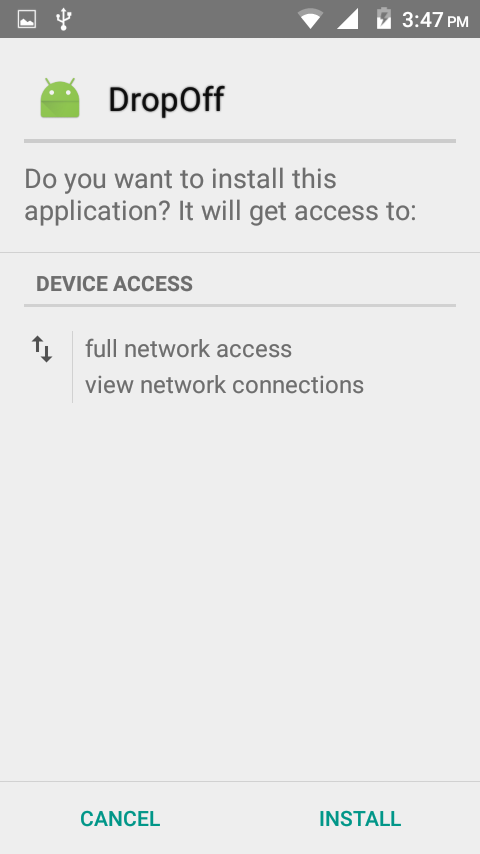 3:47 PM
DropOff
Do you want to install this
application? It will get access to:
DEVICE ACCESS
full network access
view network connections
CANCEL INSTALL